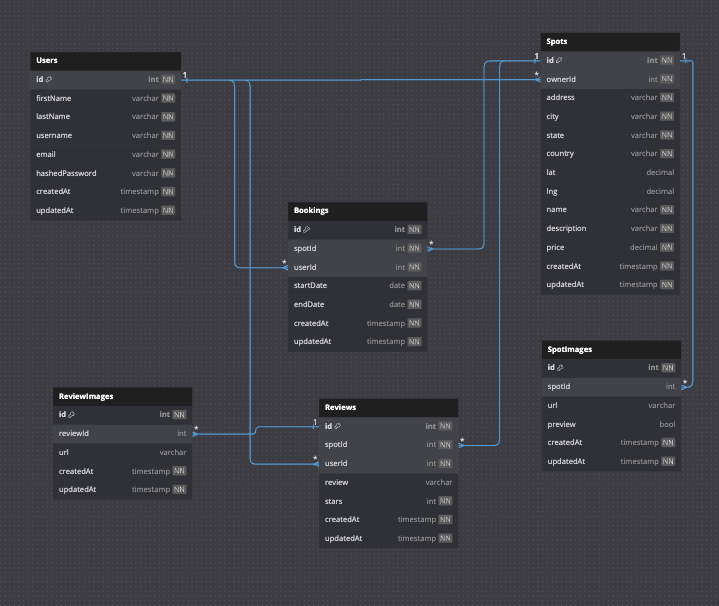 Users
id int NN
firstName varchar NN
lastName varchar NN
username varchar NN
email varchar NN
hashedPassword varchar NN
createdAt timestamp NN
updatedAt timestamp NN
1
Spots
1 id int NN 1
* ownerId int NN
address varchar NN
city varchar NN
state varchar NN
country varchar NN
lat decimal
lng decimal
name varchar NN
description varchar NN
price decimal NN
createdAt timestamp NN
updatedAt timestamp NN
Bookings
id int NN
spotId int NN *
* userId int NN
startDate date NN
endDate date NN
createdAt timestamp NN
updatedAt timestamp NN
SpotImages
id int NN
spotId int *
url varchar
preview bool
createdAt timestamp NN
updatedAt timestamp NN
ReviewImages
id int NN
reviewId int *
url varchar
createdAt timestamp NN
updatedAt timestamp NN
Reviews
1 id int NN
spotId int NN *
* userId int NN
review varchar
stars int NN
createdAt timestamp NN
updatedAt timestamp NN